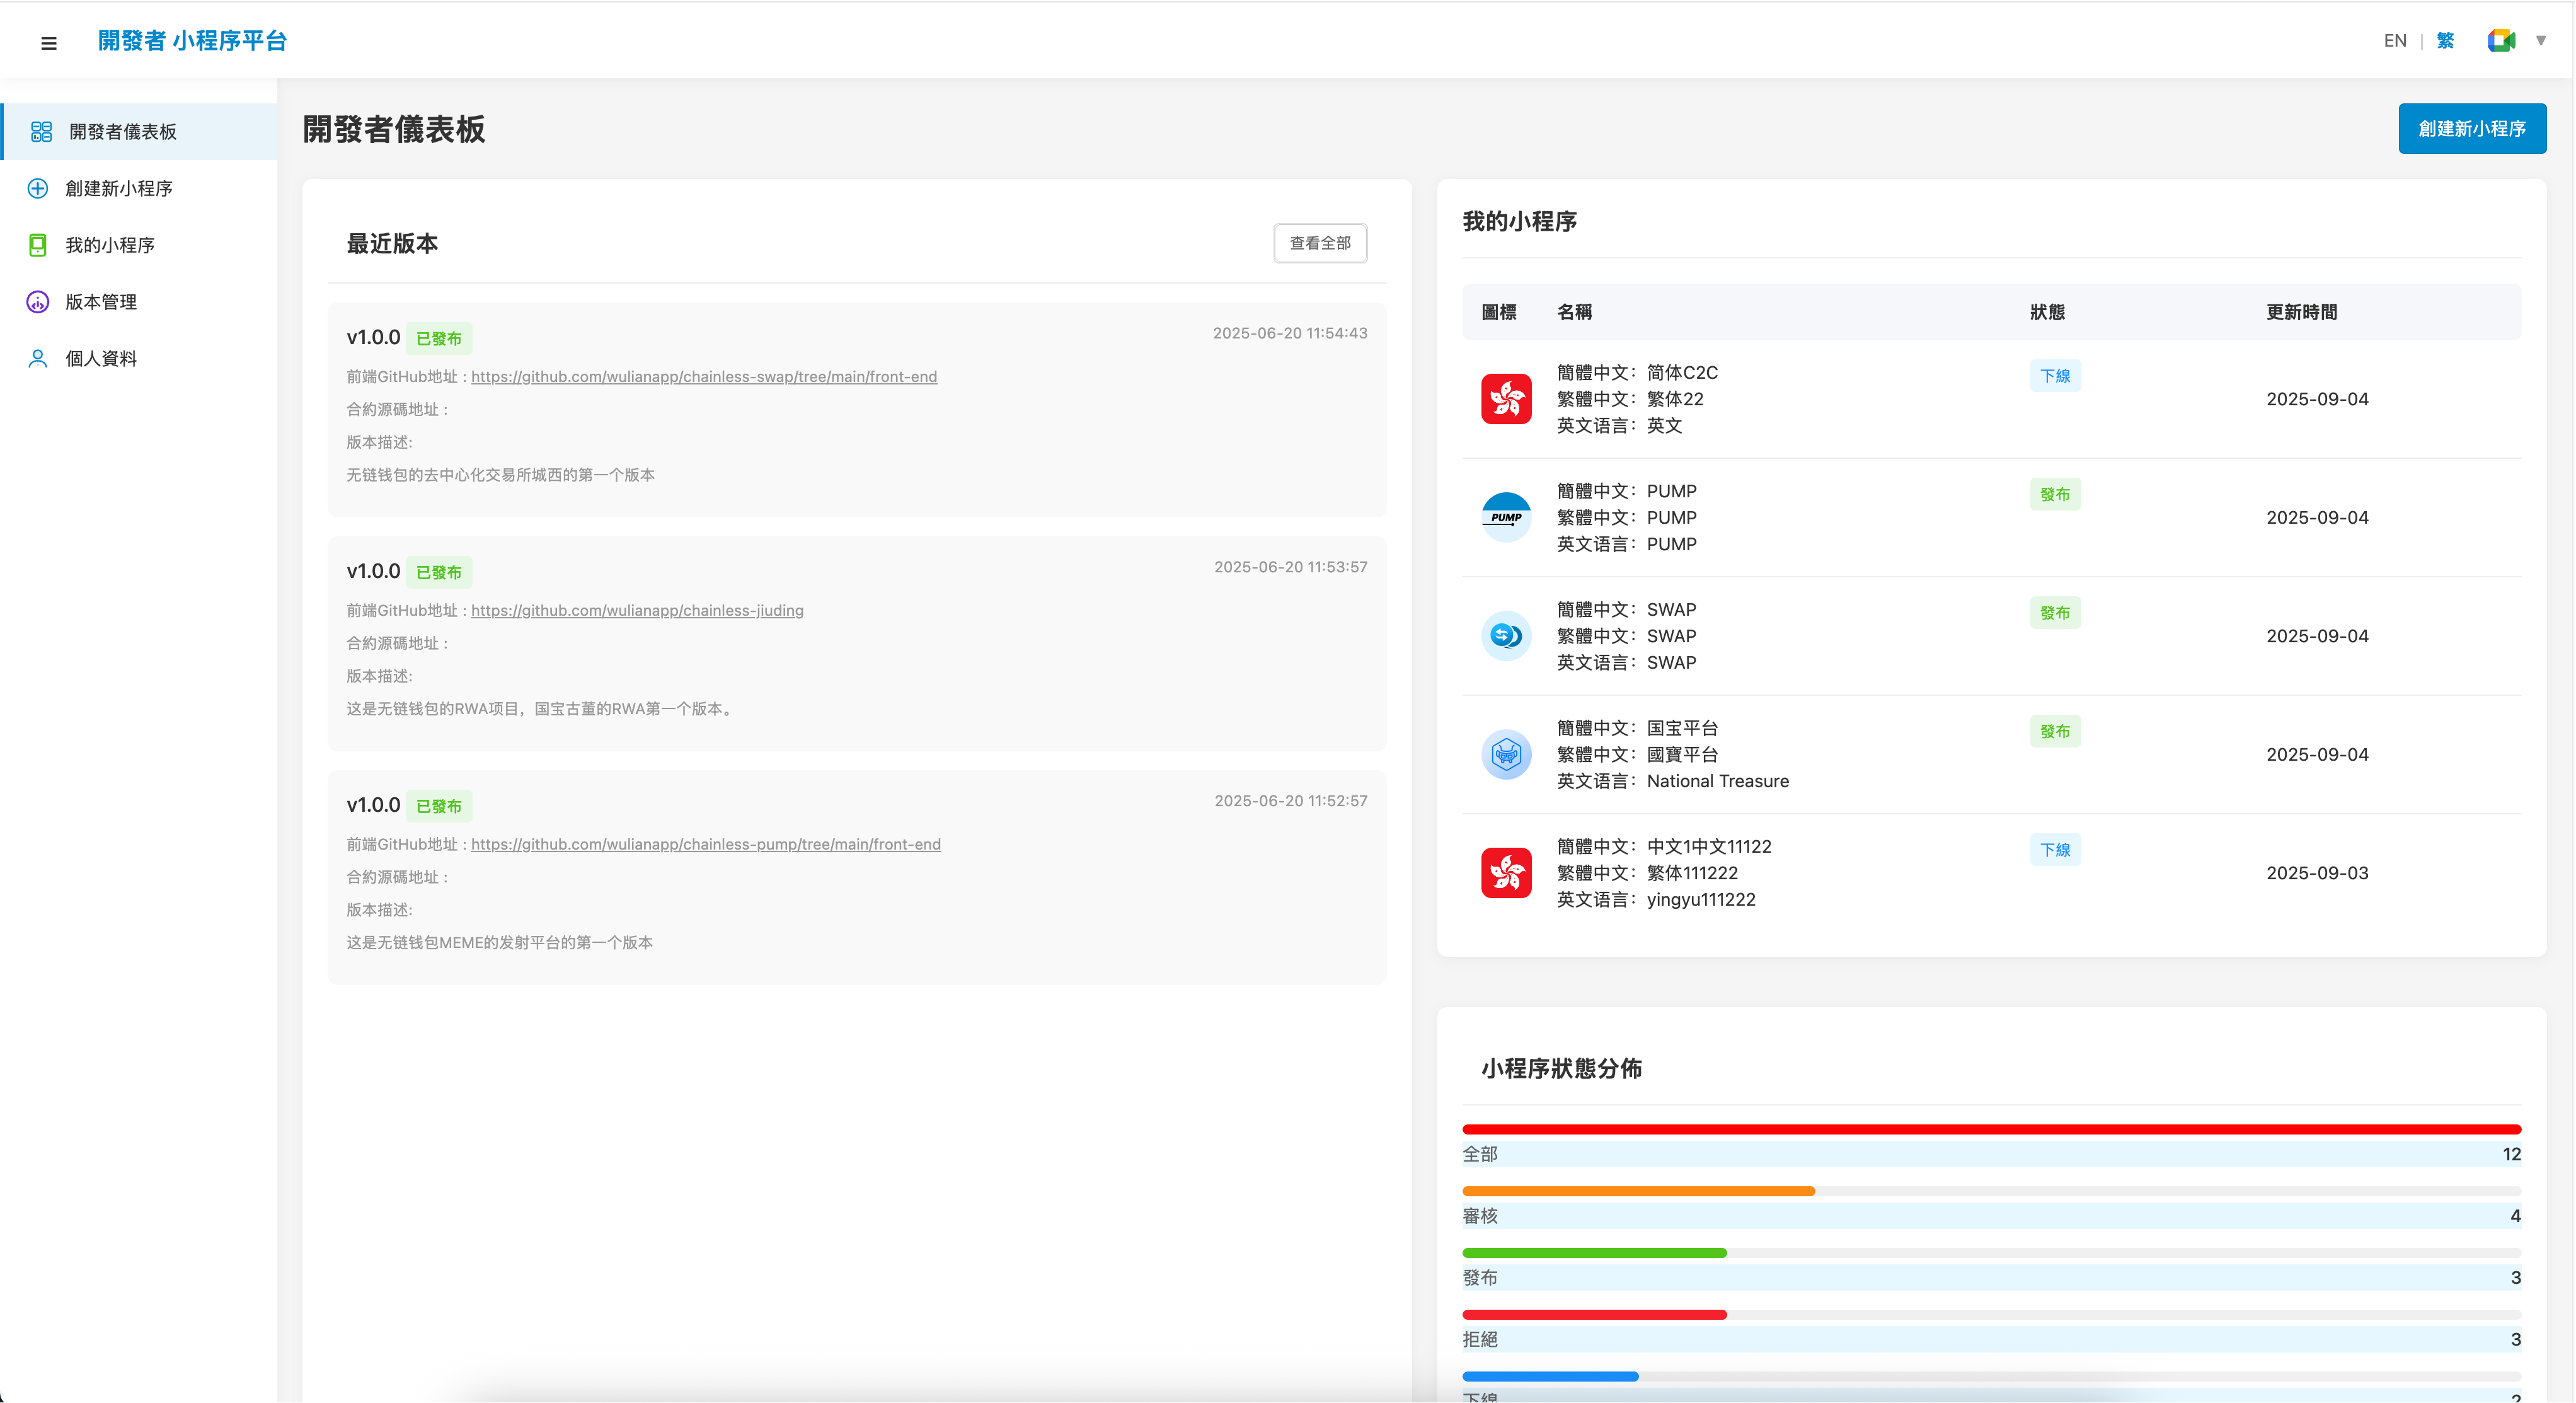 開發者 小程序平台
EN | 繁
開發者儀表板
創建新小程序
我的小程序
版本管理
個人資料
開發者儀表板
創建新小程序
最近版本
查看全部
v1.0.0 已發布
2025-06-20 11:54:43
前端GitHub地址 : https://github.com/wulianapp/chainless-swap/tree/main/front-end
合約源碼地址 :
版本描述:
无链钱包的去中心化交易所城西的第一个版本
v1.0.0 已發布
2025-06-20 11:53:57
前端GitHub地址 : https://github.com/wulianapp/chainless-jiuding
合約源碼地址 :
版本描述:
这是无链钱包的RWA项目，国宝古董的RWA第一个版本。
v1.0.0 已發布
2025-06-20 11:52:57
前端GitHub地址 : https://github.com/wulianapp/chainless-pump/tree/main/front-end
合約源碼地址 :
版本描述:
这是无链钱包MEME的发射平台的第一个版本
我的小程序
圖標 名稱 狀態 更新時間
簡體中文：简体C2C
繁體中文：繁体22
英文语言：英文
下線
2025-09-04
PUMP
簡體中文：PUMP
繁體中文：PUMP
英文语言：PUMP
發布
2025-09-04
簡體中文：SWAP
繁體中文：SWAP
英文语言：SWAP
發布
2025-09-04
簡體中文：国宝平台
繁體中文：國寶平台
英文语言：National Treasure
發布
2025-09-04
簡體中文：中文1中文11122
繁體中文：繁体111222
英文语言：yingyu111222
下線
2025-09-03
小程序狀態分佈
全部 12
審核 4
發布 3
拒絕 3
下線 2